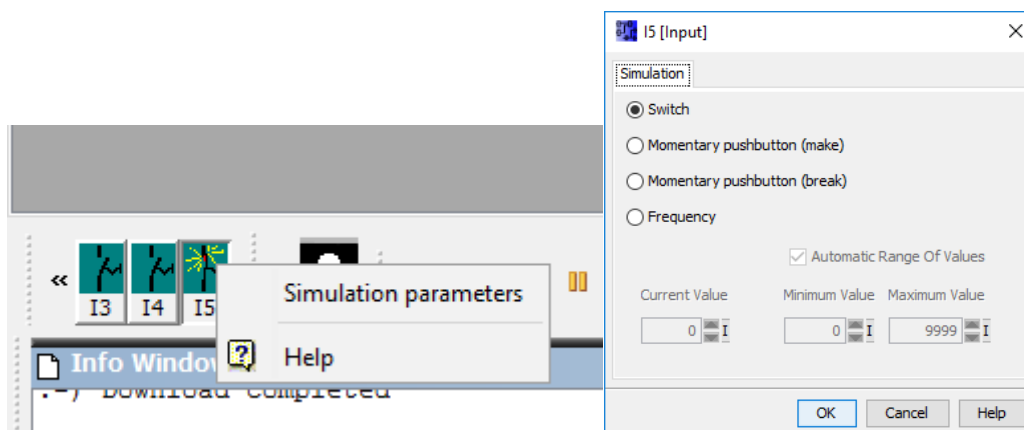 «
I3
I4
I5
Simulation parameters
Help
Info Window
:-) Download completed
I5 [Input]
Simulation
Switch
Momentary pushbutton (make)
Momentary pushbutton (break)
Frequency
Automatic Range Of Values
Current Value
Minimum Value
Maximum Value
0
0
9999
OK
Cancel
Help